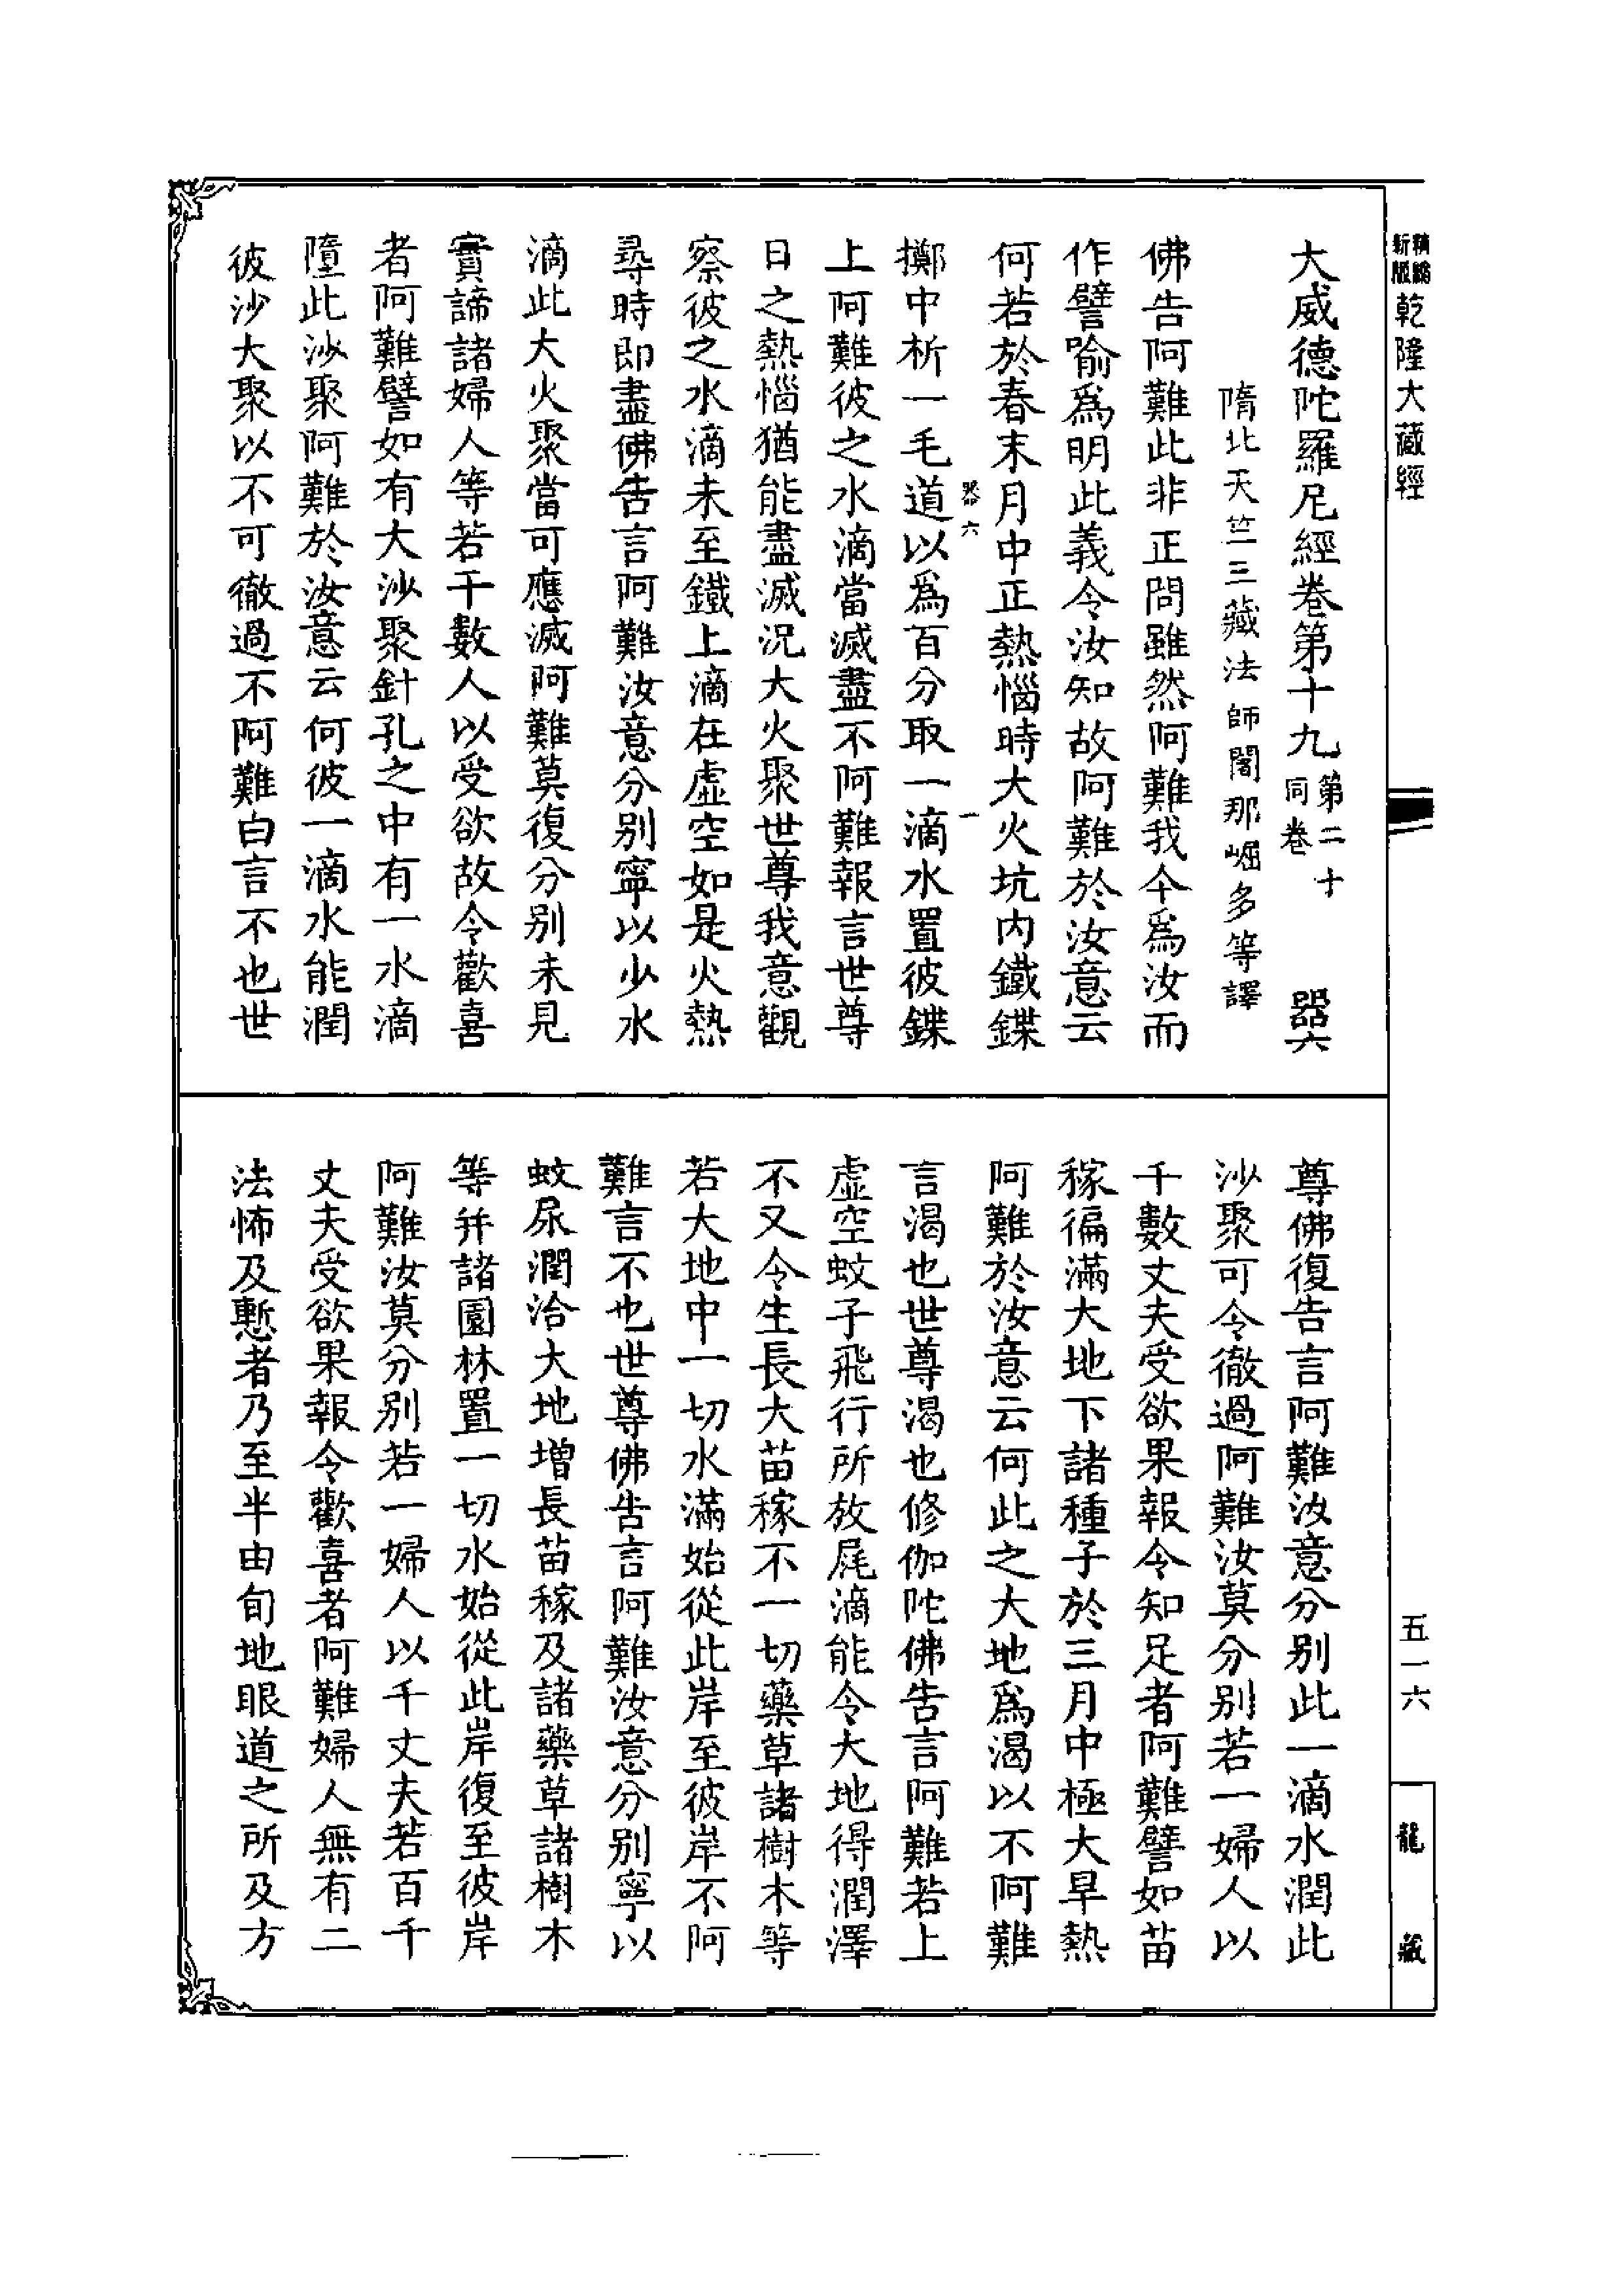 新版精縮乾隆大藏經
大威德陀羅尼經卷第十九 第二十同卷 器六
隋北天竺三藏法師闍那崛多等譯
佛告阿難此非正問雖然阿難我今爲汝而
作譬喻爲明此義令汝知故阿難於汝意云
何若於春末月中正熱惱時大火坑內鐵鍱
器六 一
擲中析一毛道以爲百分取一滴水置彼鍱
上阿難彼之水滴當滅盡不阿難報言世尊
日之熱惱猶能盡滅況大火聚世尊我意觀
察彼之水滴未至鐵上滴在虛空如是火熱
尋時即盡佛告言阿難汝意分別寧以少水
滴此大火聚當可應滅阿難莫復分別未見
實諦諸婦人等若干數人以受欲故令歡喜
者阿難譬如有大沙聚針孔之中有一水滴
墮此沙聚阿難於汝意云何彼一滴水能潤
彼沙大聚以不可徹過不阿難白言不也世
尊佛復告言阿難汝意分別此一滴水潤此
沙聚可令徹過阿難汝莫分別若一婦人以
千數丈夫受欲果報令知足者阿難譬如苗
稼徧滿大地下諸種子於三月中極大旱熱
阿難於汝意云何此之大地爲渴以不阿難
言渴也世尊渴也修伽陀佛告言阿難若上
虛空蚊子飛行所放屁滴能令大地得潤澤
不又令生長大苗稼不一切藥草諸樹木等
若大地中一切水滿始從此岸至彼岸不阿
難言不也世尊佛告言阿難汝意分別寧以
蚊尿潤洽大地增長苗稼及諸藥草諸樹木
等并諸園林置一切水始從此岸復至彼岸
阿難汝莫分別若一婦人以千丈夫若百千
丈夫受欲果報令歡喜者阿難婦人無有二
法怖及慙者乃至半由旬地眼道之所及方
五一六
龍藏